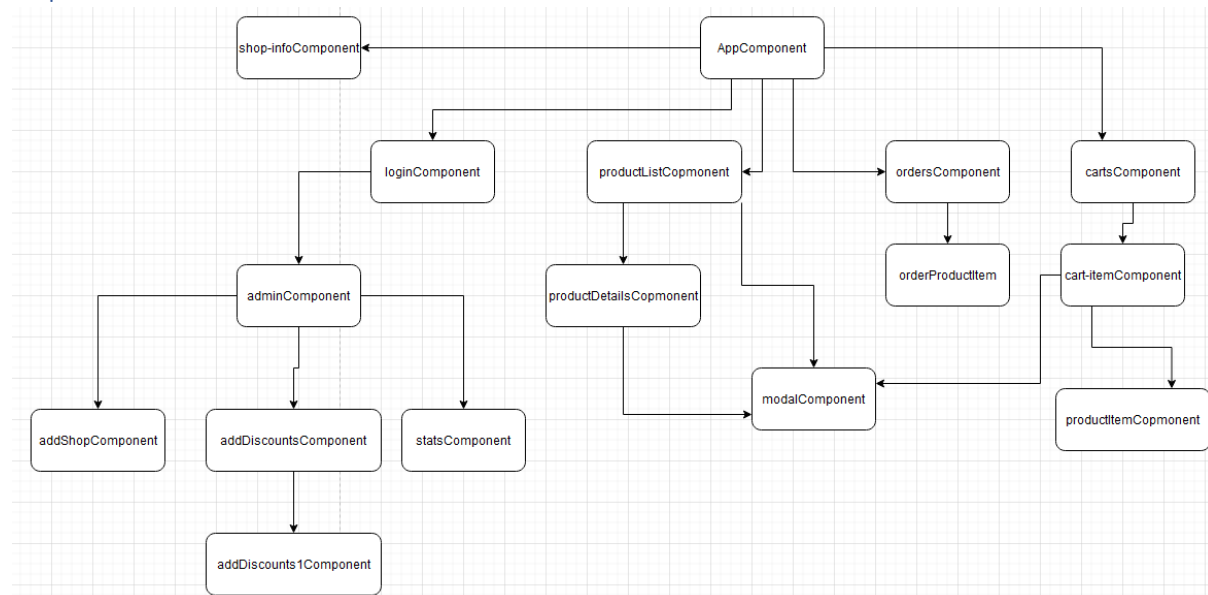 shop-infoComponent
AppComponent
loginComponent
productListCopmonent
ordersComponent
cartsComponent
adminComponent
productDetailsCopmonent
orderProductItem
cart-itemComponent
modalComponent
productItemCopmonent
addShopComponent
addDiscountsComponent
statsComponent
addDiscounts1Component